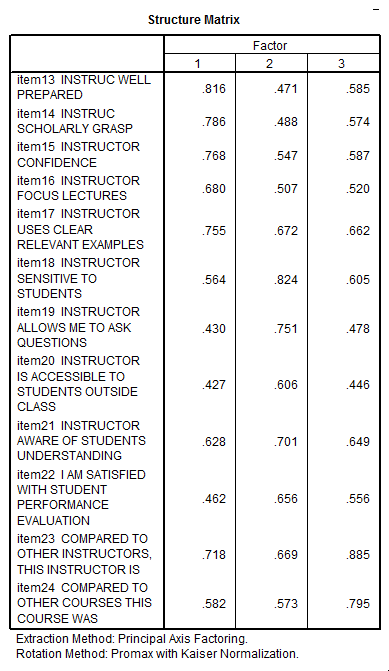 Structure Matrix
Factor
1 2 3
item13 INSTRUC WELL
PREPARED .816 .471 .585
item14 INSTRUC
SCHOLARLY GRASP .786 .488 .574
item15 INSTRUCTOR
CONFIDENCE .768 .547 .587
item16 INSTRUCTOR
FOCUS LECTURES .680 .507 .520
item17 INSTRUCTOR
USES CLEAR .755 .672 .662
RELEVANT EXAMPLES
item18 INSTRUCTOR
SENSITIVE TO .564 .824 .605
STUDENTS
item19 INSTRUCTOR
ALLOWS ME TO ASK .430 .751 .478
QUESTIONS
item20 INSTRUCTOR
IS ACCESSIBLE TO .427 .606 .446
STUDENTS OUTSIDE
CLASS
item21 INSTRUCTOR
AWARE OF STUDENTS .628 .701 .649
UNDERSTANDING
item22 I AM SATISFIED
WITH STUDENT .462 .656 .556
PERFORMANCE
EVALUATION
item23 COMPARED TO
OTHER INSTRUCTORS, .718 .669 .885
THIS INSTRUCTOR IS
item24 COMPARED TO
OTHER COURSES THIS .582 .573 .795
COURSE WAS
Extraction Method: Principal Axis Factoring.
Rotation Method: Promax with Kaiser Normalization.